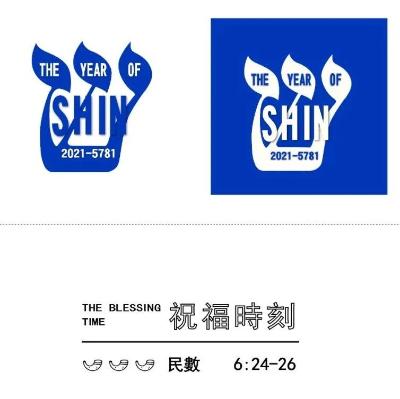 THE YEAR OF
SHIN
2021-5781
THE YEAR OF
SHIN
2021-5781
THE BLESSING
TIME
祝福時刻
民數 6:24-26